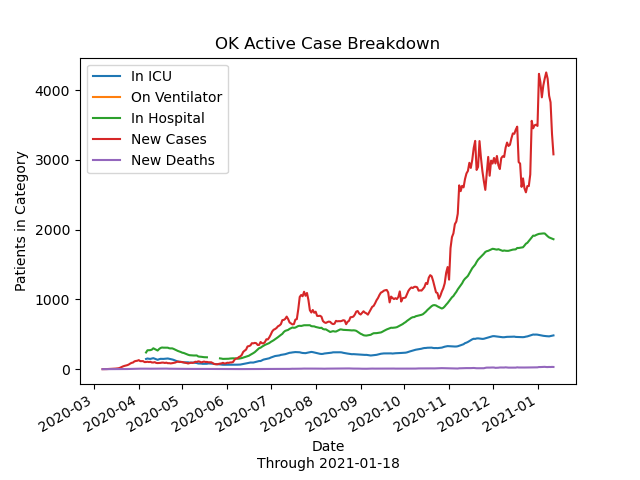 OK Active Case Breakdown
In ICU
On Ventilator
In Hospital
New Cases
New Deaths
Patients in Category
4000
3000
2000
1000
0
2020-03
2020-04
2020-05
2020-06
2020-07
2020-08
2020-09
2020-10
2020-11
2020-12
2021-01
Date
Through 2021-01-18